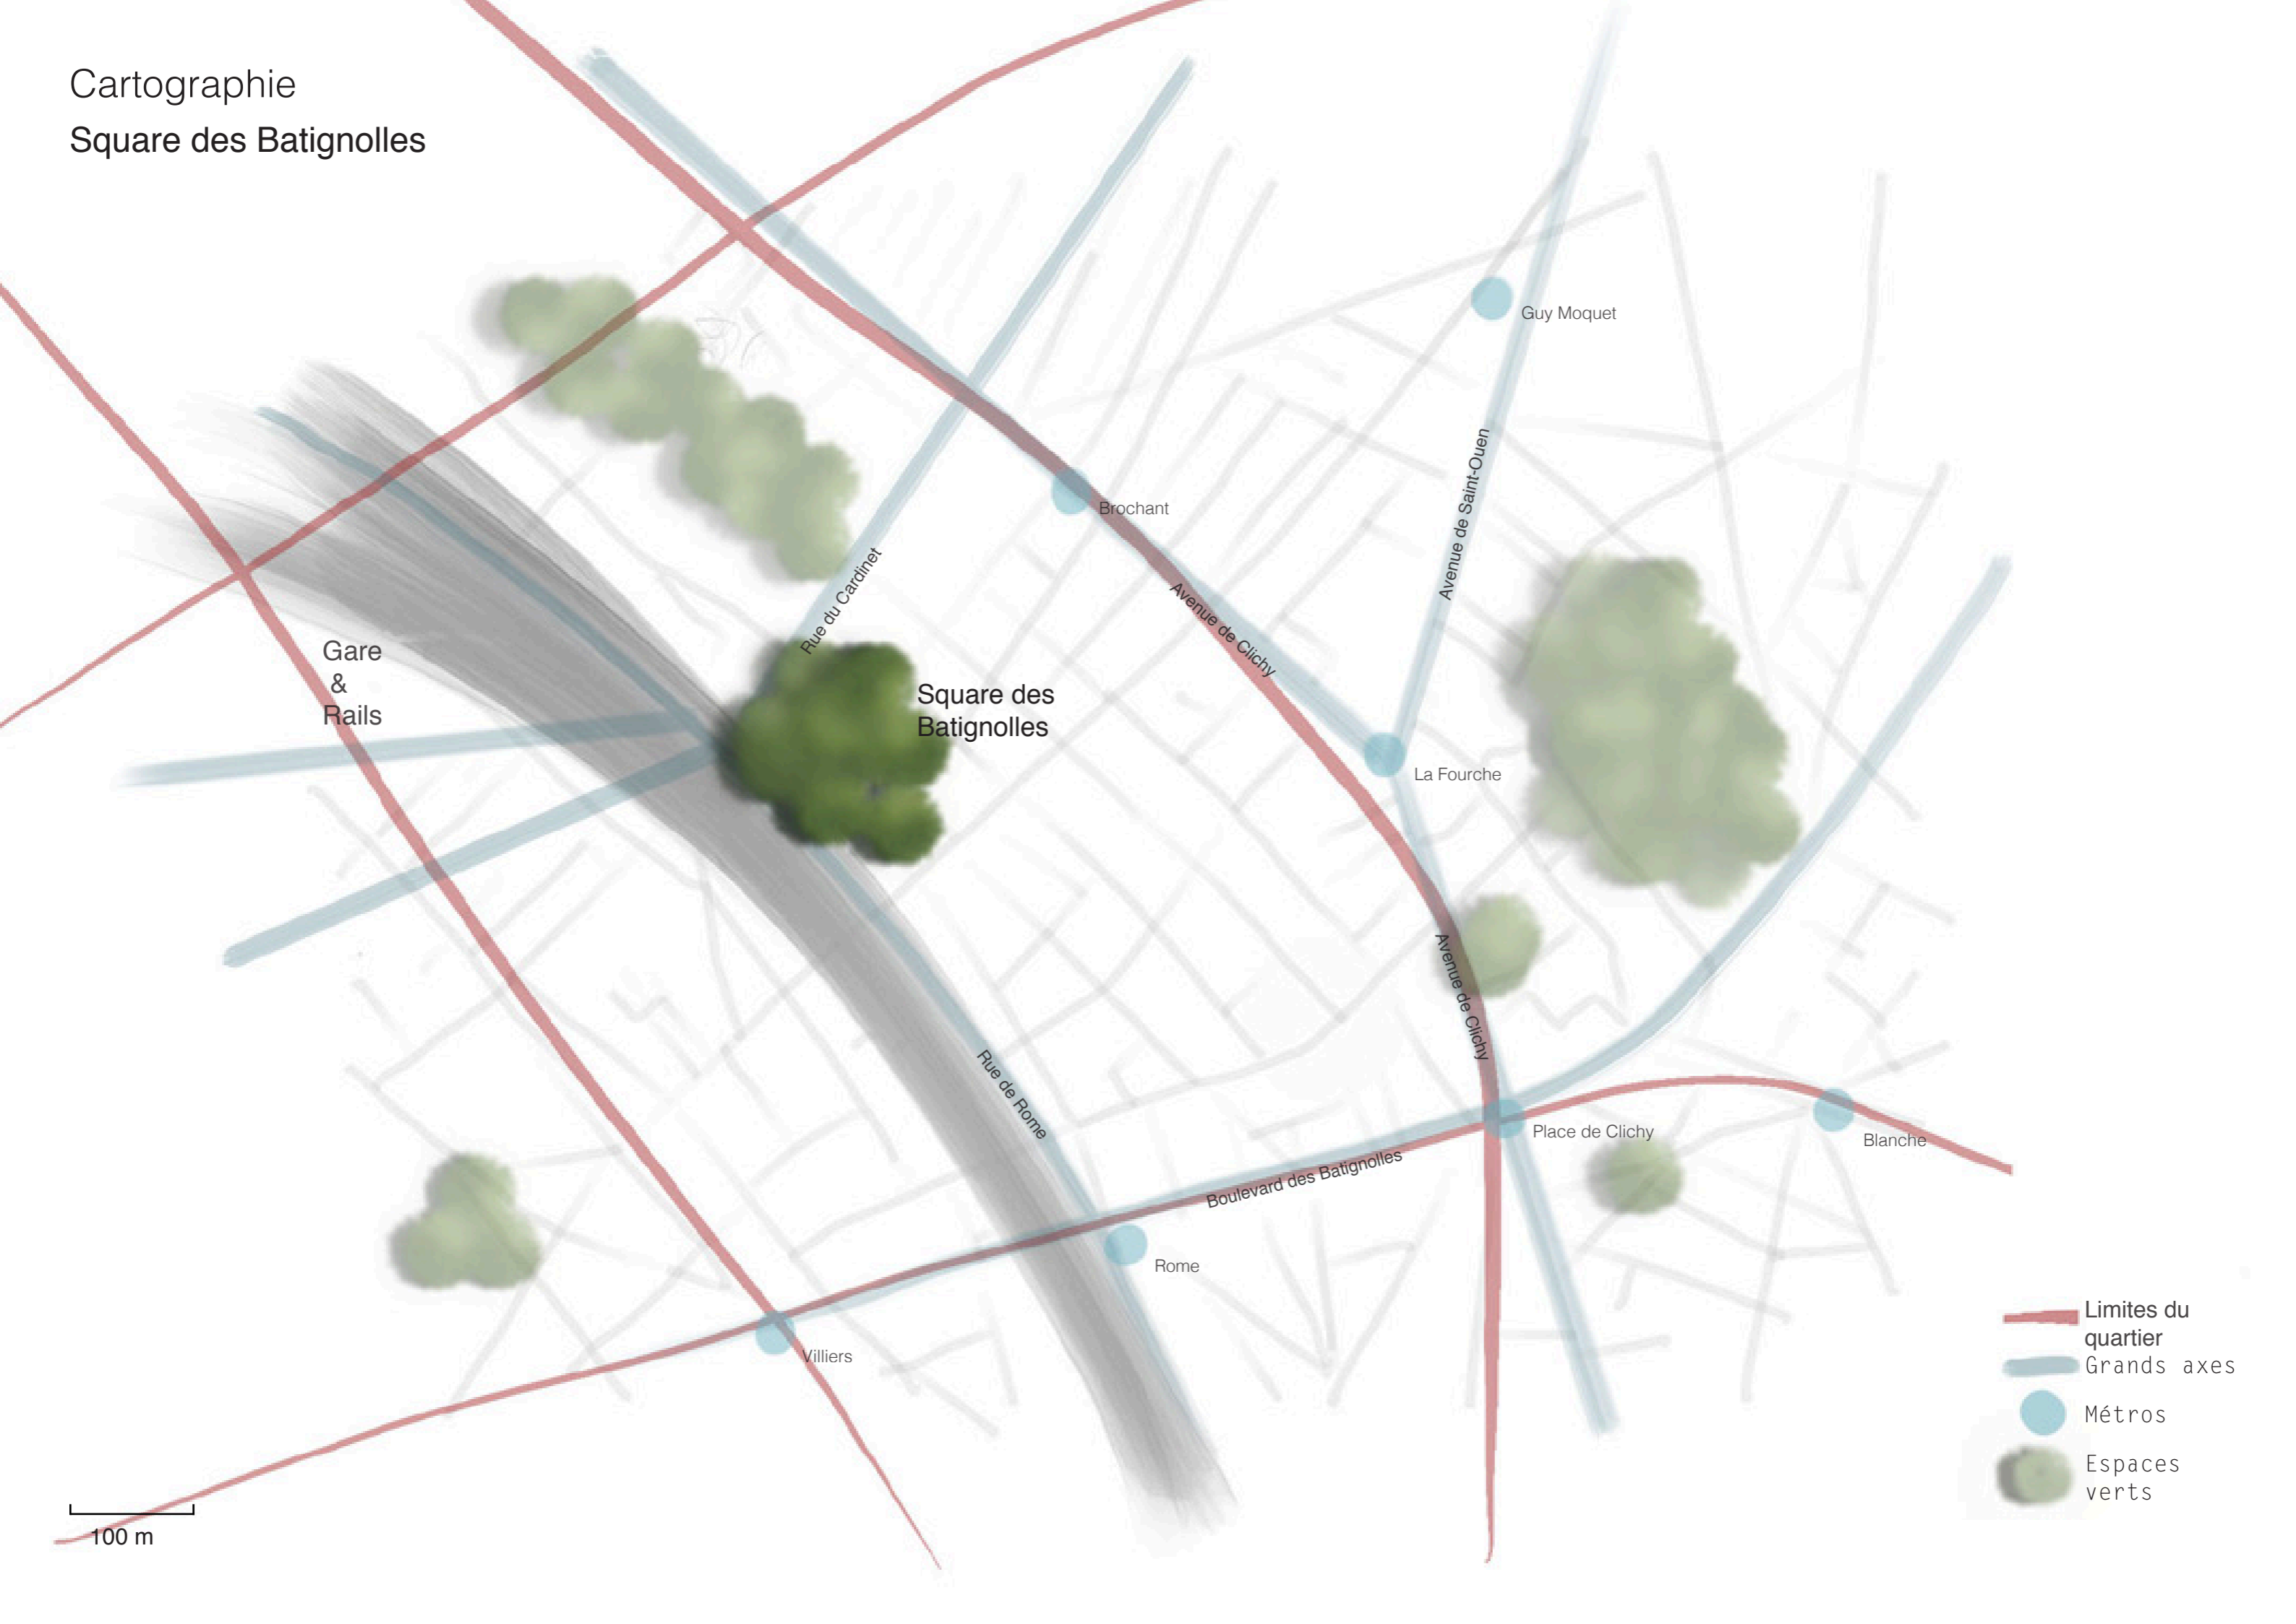 Cartographie
Square des Batignolles
Guy Moquet
Brochant
Avenue de Saint-Ouen
Rue du Cardinet
Avenue de Clichy
Gare
&
Rails
Square des
Batignolles
La Fourche
Avenue de Clichy
Rue de Rome
Place de Clichy
Blanche
Boulevard des Batignolles
Rome
Villiers
Limites du
quartier
Grands axes
Métros
Espaces
verts
100 m